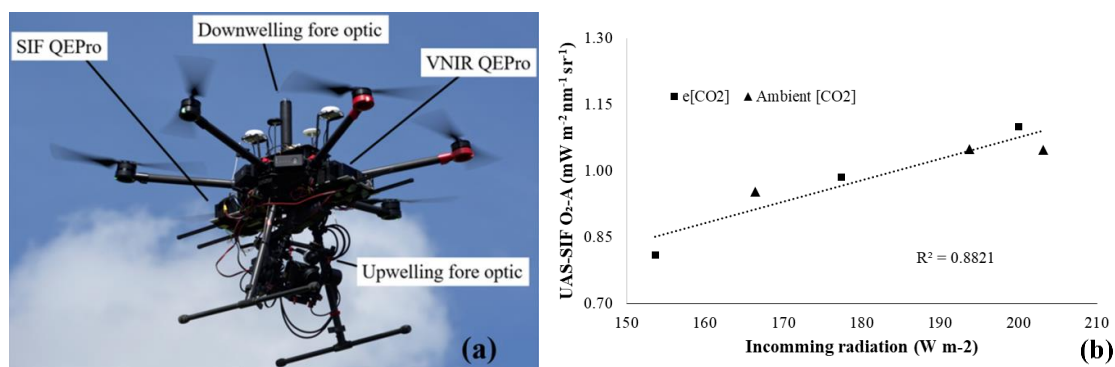 Downwelling fore optic
SIF QEPro
VNIR QEPro
Upwelling fore optic
(a)
UAS-SIF O₂-A (mW m⁻² nm⁻¹ sr⁻¹)
1.30
1.15
1.00
0.85
0.70
■ e[CO2] ▲ Ambient [CO2]
R² = 0.8821
150 160 170 180 190 200 210
Incomming radiation (W m-2)
(b)